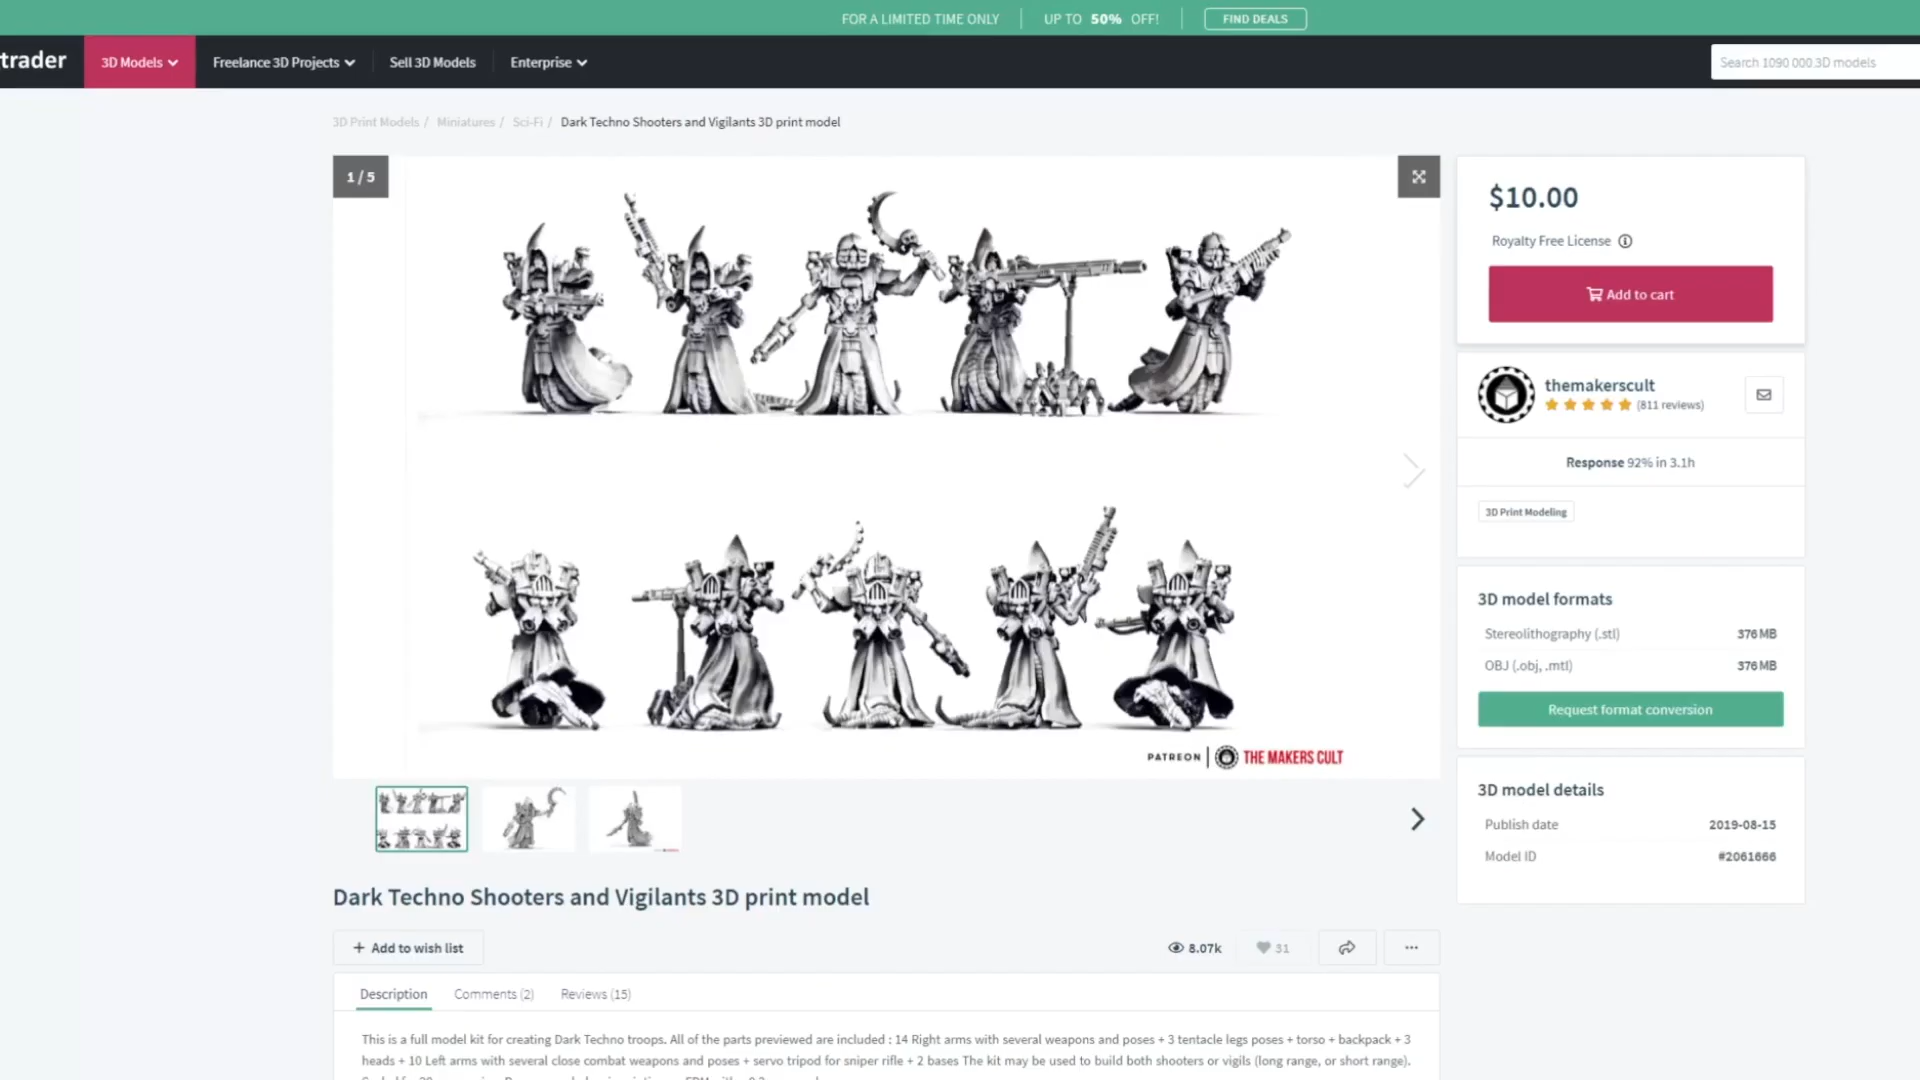 FOR A LIMITED TIME ONLY UP TO 50% OFF! FIND DEALS
trader 3D Models Freelance 3D Projects Sell 3D Models Enterprise Search 1090 000 3D models
3D Print Models / Miniatures / Sci-Fi / Dark Techno Shooters and Vigilants 3D print model
1 / 5
$10.00
Royalty Free License
Add to cart
themakerscult
(811 reviews)
Response 92% in 3.1h
3D Print Modeling
3D model formats
Stereolithography (.stl) 376 MB
OBJ (.obj, .mtl) 376 MB
Request format conversion
PATREON | THE MAKERS CULT
3D model details
Publish date 2019-08-15
Model ID #2061666
Dark Techno Shooters and Vigilants 3D print model
+ Add to wish list 8.07k 31 ...
Description Comments (2) Reviews (15)
This is a full model kit for creating Dark Techno troops. All of the parts previewed are included : 14 Right arms with several weapons and poses + 3 tentacle legs poses + torso + backpack + 3
heads + 10 Left arms with several close combat weapons and poses + servo tripod for sniper rifle + 2 bases The kit may be used to build both shooters or vigils (long range, or short range).